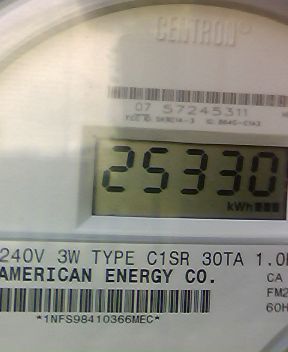 CENTRON®
07 57245311
25330
kWh
240V 3W TYPE C1SR 30TA 1.0
AMERICAN ENERGY CO.
CA
FM2
60H
*1NFS98410366MEC*